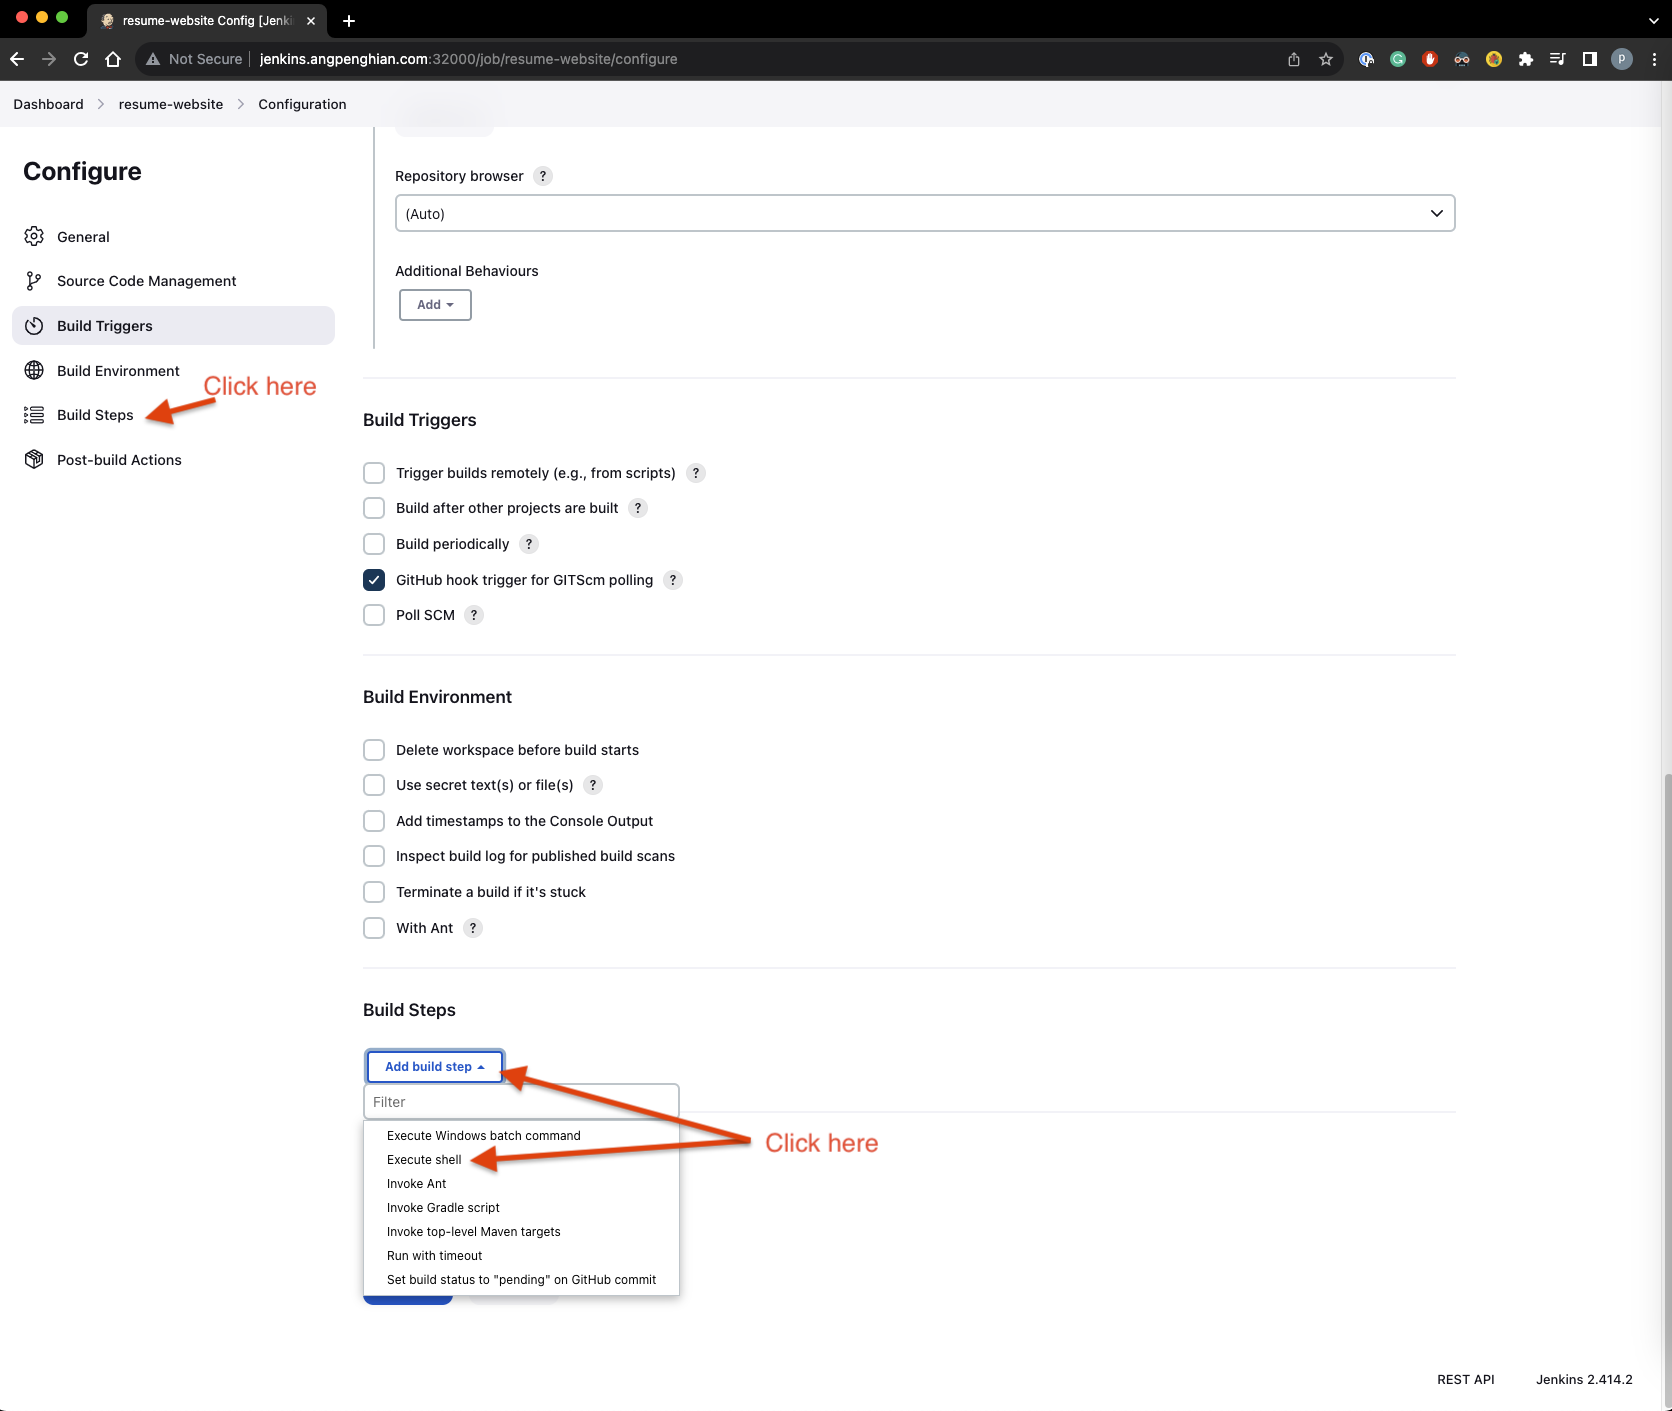 resume-website Config [Jenki
Not Secure
jenkins.angpenghian.com:32000/job/resume-website/configure
P
Dashboard
resume-website
Configuration
Configure
General
Source Code Management
Build Triggers
Build Environment
Click here
Build Steps
Post-build Actions
Repository browser ?
(Auto)
Additional Behaviours
Add
Build Triggers
Trigger builds remotely (e.g., from scripts) ?
Build after other projects are built ?
Build periodically ?
GitHub hook trigger for GITScm polling ?
Poll SCM ?
Build Environment
Delete workspace before build starts
Use secret text(s) or file(s) ?
Add timestamps to the Console Output
Inspect build log for published build scans
Terminate a build if it's stuck
With Ant ?
Build Steps
Add build step
Filter
Execute Windows batch command
Click here
Execute shell
Invoke Ant
Invoke Gradle script
Invoke top-level Maven targets
Run with timeout
Set build status to "pending" on GitHub commit
REST API
Jenkins 2.414.2